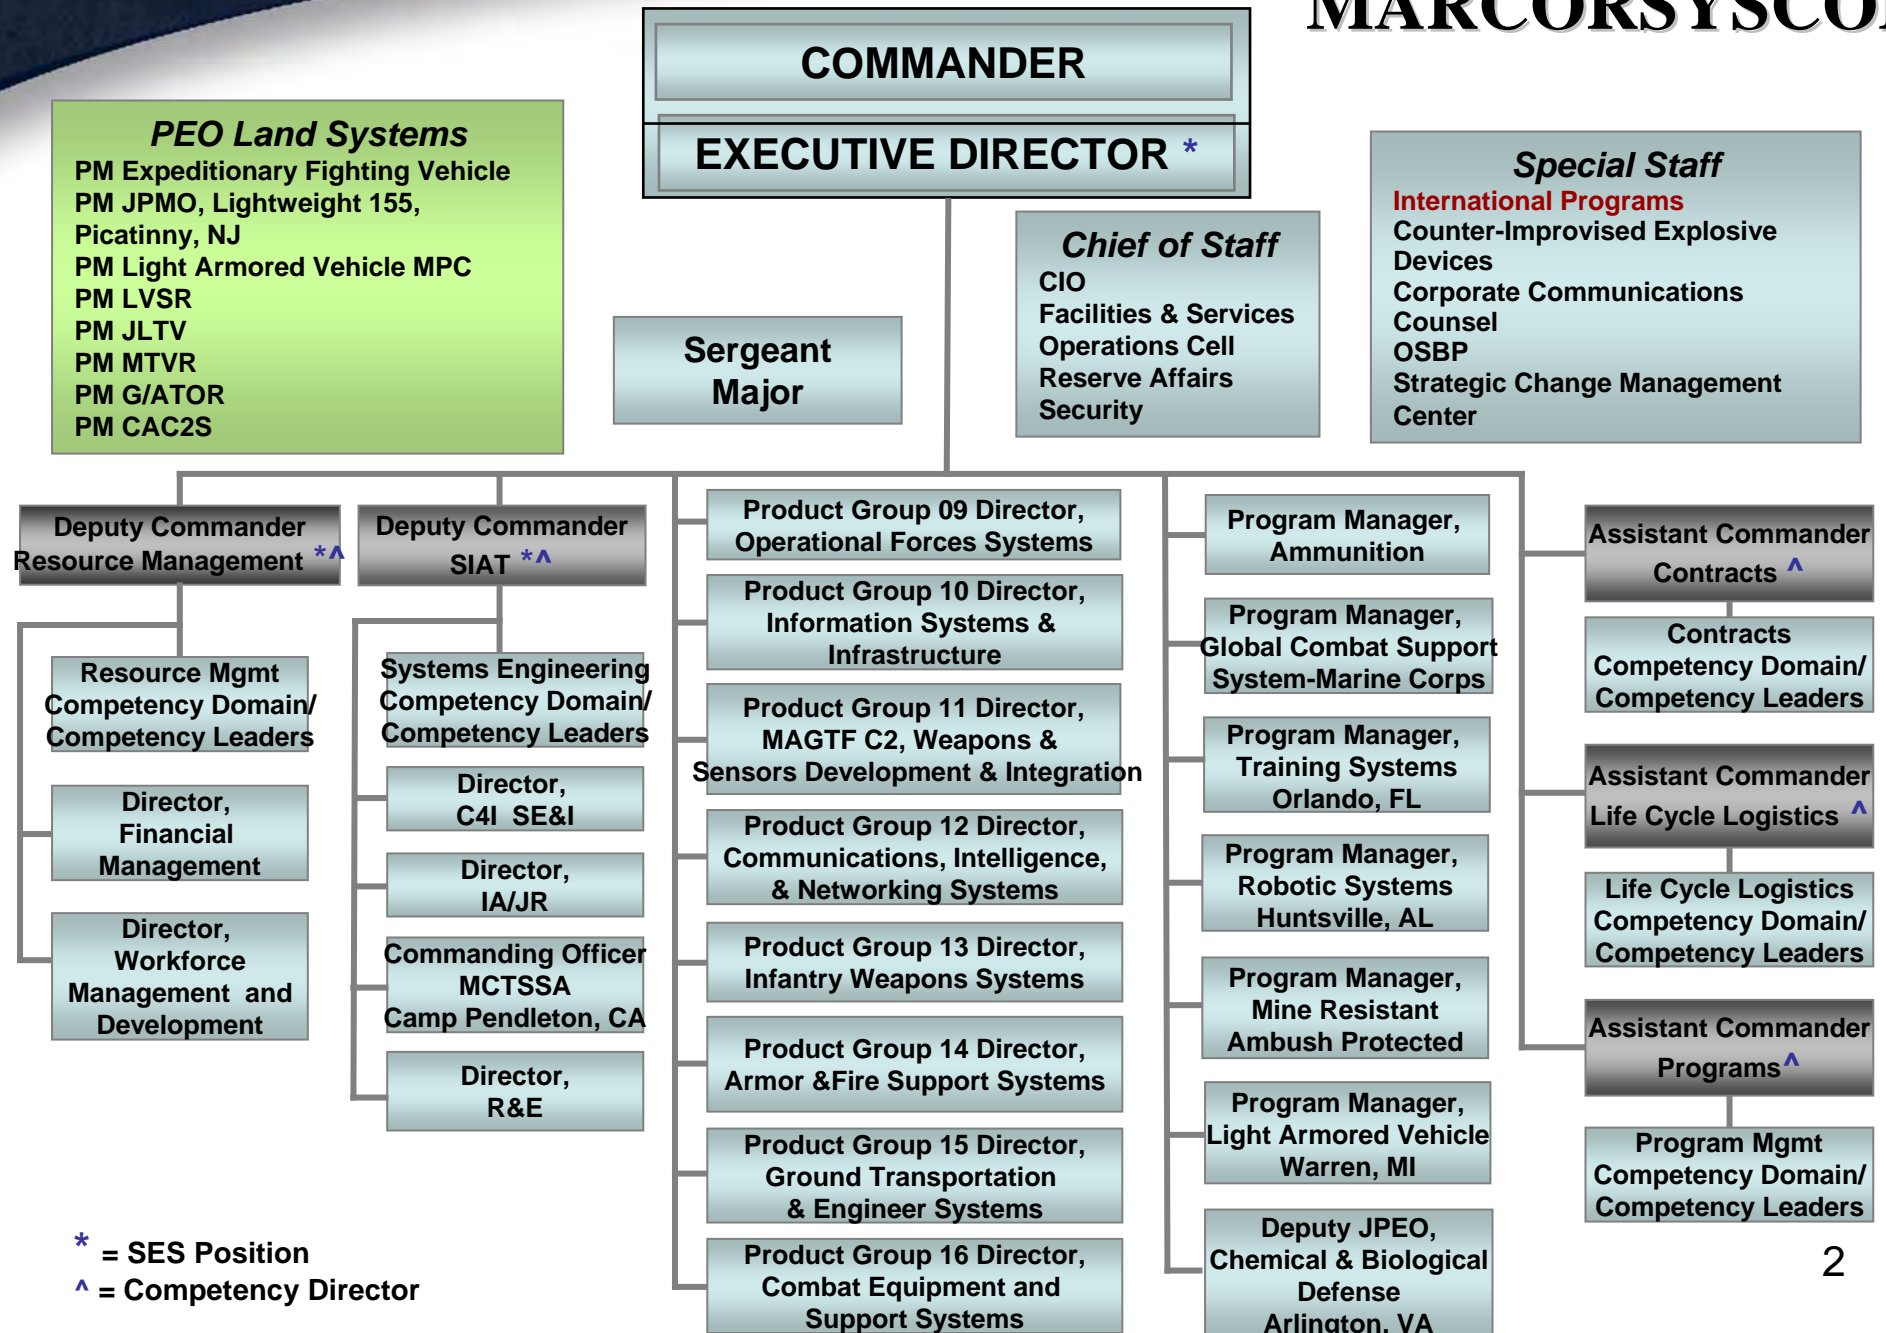 MARCORSYSCOM
COMMANDER
EXECUTIVE DIRECTOR *
PEO Land Systems
PM Expeditionary Fighting Vehicle
PM JPMO, Lightweight 155,
Picatinny, NJ
PM Light Armored Vehicle MPC
PM LVSR
PM JLTV
PM MTVR
PM G/ATOR
PM CAC2S
Sergeant
Major
Chief of Staff
CIO
Facilities & Services
Operations Cell
Reserve Affairs
Security
Special Staff
International Programs
Counter-Improvised Explosive
Devices
Corporate Communications
Counsel
OSBP
Strategic Change Management
Center
Deputy Commander
Resource Management *^
Resource Mgmt
Competency Domain/
Competency Leaders
Director,
Financial
Management
Director,
Workforce
Management and
Development
Deputy Commander
SIAT *^
Systems Engineering
Competency Domain/
Competency Leaders
Director,
C4I SE&I
Director,
IA/JR
Commanding Officer
MCTSSA
Camp Pendleton, CA
Director,
R&E
Product Group 09 Director,
Operational Forces Systems
Product Group 10 Director,
Information Systems &
Infrastructure
Product Group 11 Director,
MAGTF C2, Weapons &
Sensors Development & Integration
Product Group 12 Director,
Communications, Intelligence,
& Networking Systems
Product Group 13 Director,
Infantry Weapons Systems
Product Group 14 Director,
Armor &Fire Support Systems
Product Group 15 Director,
Ground Transportation
& Engineer Systems
Product Group 16 Director,
Combat Equipment and
Support Systems
Program Manager,
Ammunition
Program Manager,
Global Combat Support
System-Marine Corps
Program Manager,
Training Systems
Orlando, FL
Program Manager,
Robotic Systems
Huntsville, AL
Program Manager,
Mine Resistant
Ambush Protected
Program Manager,
Light Armored Vehicle
Warren, MI
Deputy JPEO,
Chemical & Biological
Defense
Arlington, VA
Assistant Commander
Contracts ^
Contracts
Competency Domain/
Competency Leaders
Assistant Commander
Life Cycle Logistics ^
Life Cycle Logistics
Competency Domain/
Competency Leaders
Assistant Commander
Programs^
Program Mgmt
Competency Domain/
Competency Leaders
* = SES Position
^ = Competency Director
2